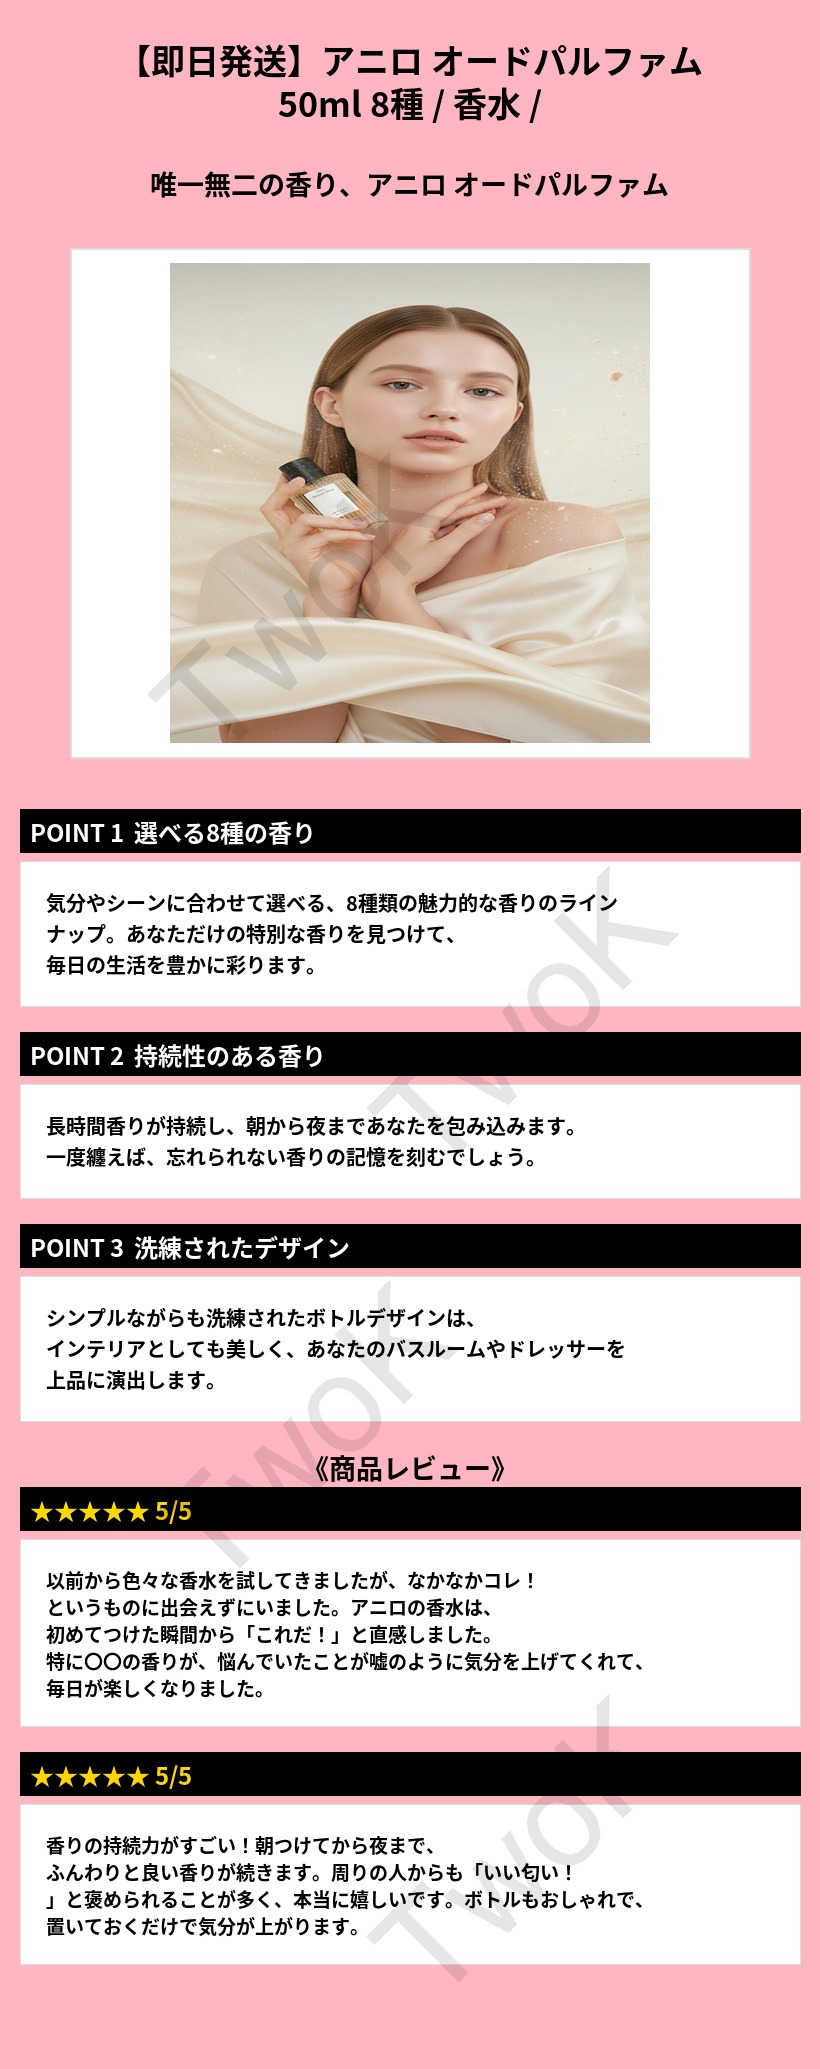 【即日発送】アニロ オードパルファム
50ml 8種 / 香水 /
唯一無二の香り、アニロ オードパルファム
TwoK
POINT 1 選べる8種の香り
気分やシーンに合わせて選べる、8種類の魅力的な香りのライン
ナップ。あなただけの特別な香りを見つけて、
毎日の生活を豊かに彩ります。
TwoK
POINT 2 持続性のある香り
長時間香りが持続し、朝から夜まであなたを包み込みます。
一度纏えば、忘れられない香りの記憶を刻むでしょう。
POINT 3 洗練されたデザイン
シンプルながらも洗練されたボトルデザインは、
インテリアとしても美しく、あなたのバスルームやドレッサーを
上品に演出します。
TwoK
《商品レビュー》
★★★★★ 5/5
以前から色々な香水を試してきましたが、なかなかコレ！
というものに出会えずにいました。アニロの香水は、
初めてつけた瞬間から「これだ！」と直感しました。
特に〇〇の香りが、悩んでいたことが嘘のように気分を上げてくれて、
毎日が楽しくなりました。
★★★★★ 5/5
香りの持続力がすごい！朝つけてから夜まで、
ふんわりと良い香りが続きます。周りの人からも「いい匂い！
」と褒められることが多く、本当に嬉しいです。ボトルもおしゃれで、
置いておくだけで気分が上がります。
TwoK